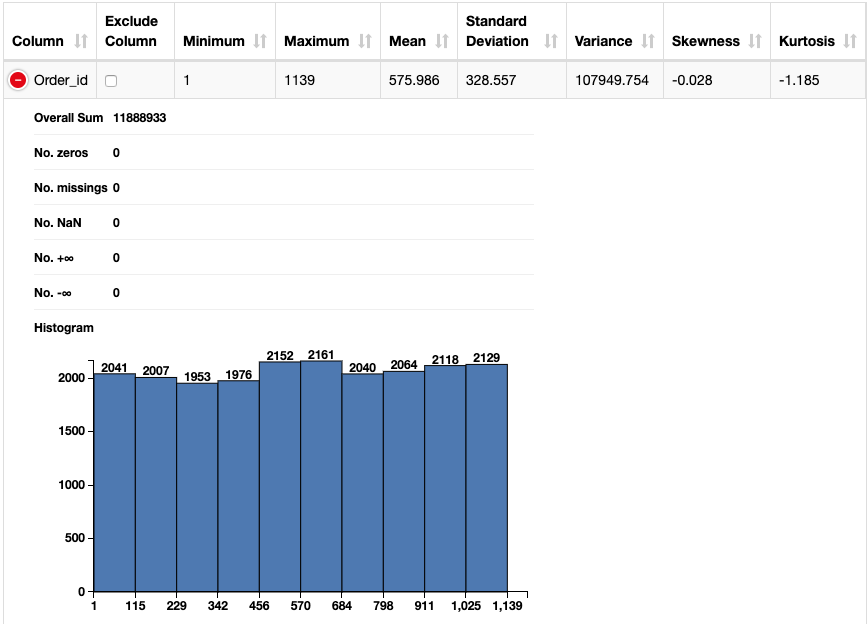 Column Exclude Column Minimum Maximum Mean Standard Deviation Variance Skewness Kurtosis
Order_id 1 1139 575.986 328.557 107949.754 -0.028 -1.185
Overall Sum 11888933
No. zeros 0
No. missings 0
No. NaN 0
No. +∞ 0
No. -∞ 0
Histogram
2041 2007 1953 1976 2152 2161 2040 2064 2118 2129
2000
1500
1000
500
0
1 115 229 342 456 570 684 798 911 1,025 1,139